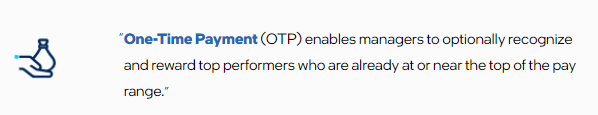 "One-Time Payment (OTP) enables managers to optionally recognize
and reward top performers who are already at or near the top of the pay
range."